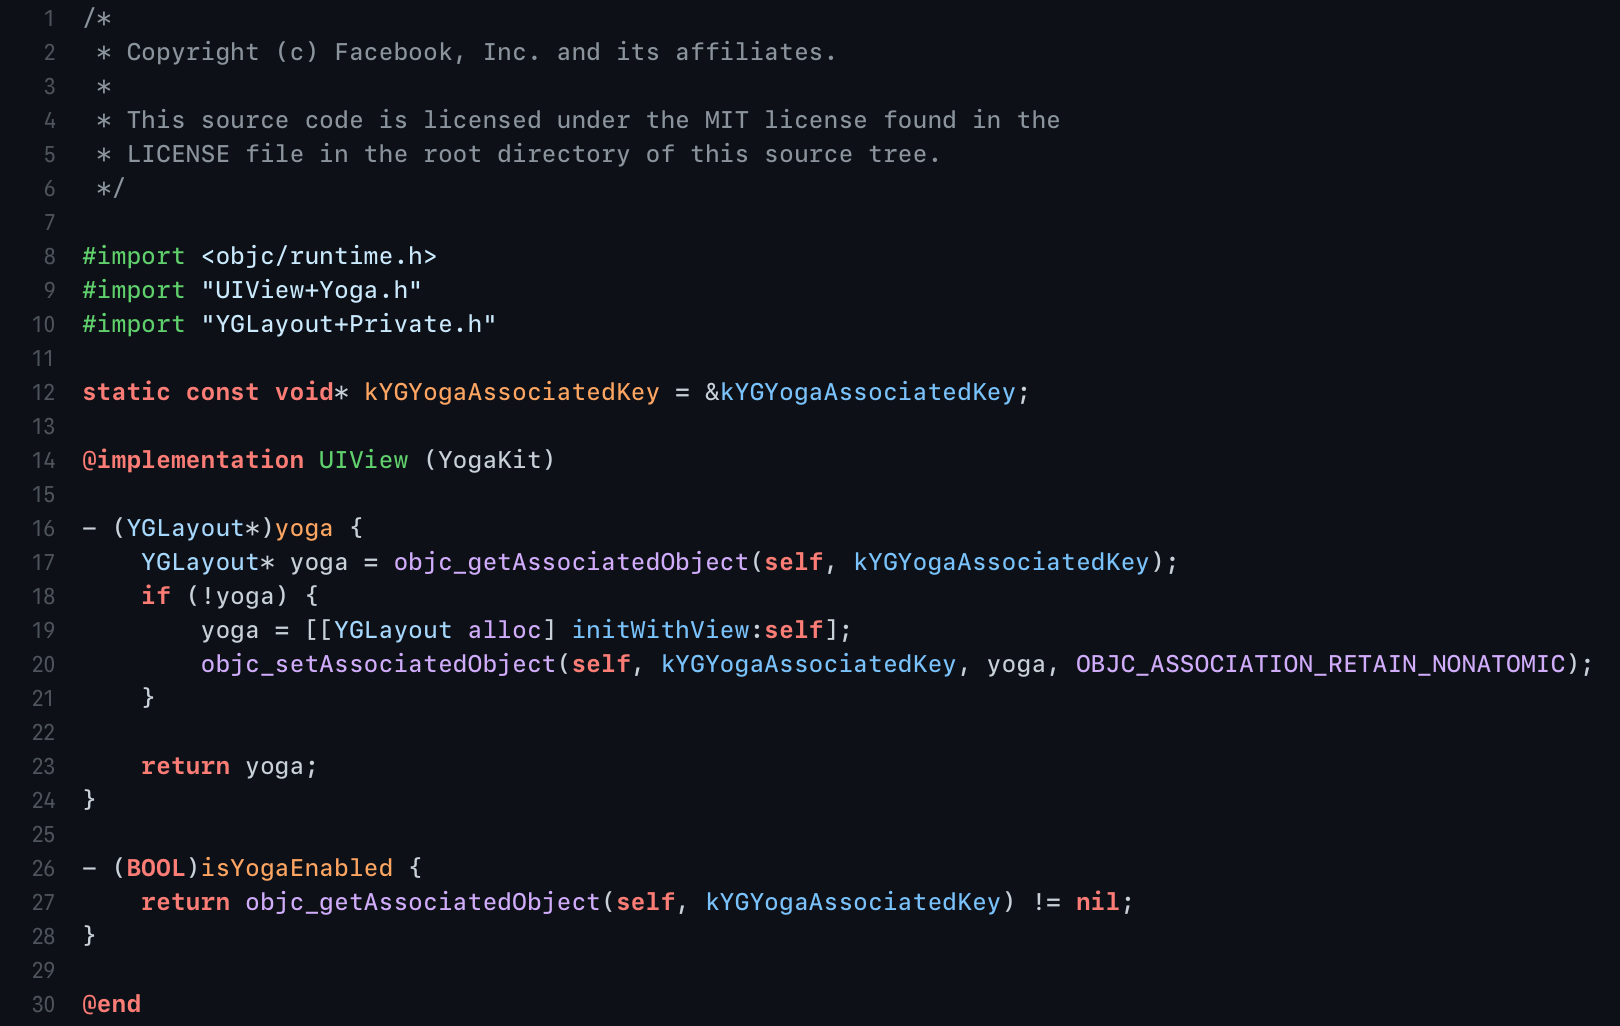 1 /*
2  * Copyright (c) Facebook, Inc. and its affiliates.
3  *
4  * This source code is licensed under the MIT license found in the
5  * LICENSE file in the root directory of this source tree.
6  */
7
8 #import <objc/runtime.h>
9 #import "UIView+Yoga.h"
10 #import "YGLayout+Private.h"
11
12 static const void* kYGYogaAssociatedKey = &kYGYogaAssociatedKey;
13
14 @implementation UIView (YogaKit)
15
16 - (YGLayout*)yoga {
17     YGLayout* yoga = objc_getAssociatedObject(self, kYGYogaAssociatedKey);
18     if (!yoga) {
19         yoga = [[YGLayout alloc] initWithView:self];
20         objc_setAssociatedObject(self, kYGYogaAssociatedKey, yoga, OBJC_ASSOCIATION_RETAIN_NONATOMIC);
21     }
22
23     return yoga;
24 }
25
26 - (BOOL)isYogaEnabled {
27     return objc_getAssociatedObject(self, kYGYogaAssociatedKey) != nil;
28 }
29
30 @end